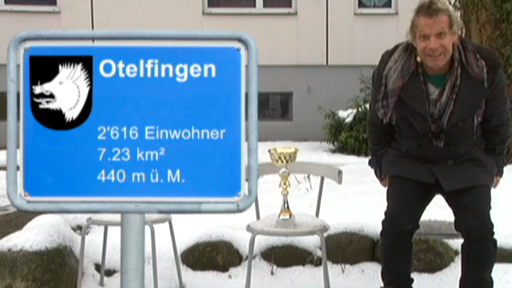 Otelfingen
2'616 Einwohner
7.23 km²
440 m ü. M.